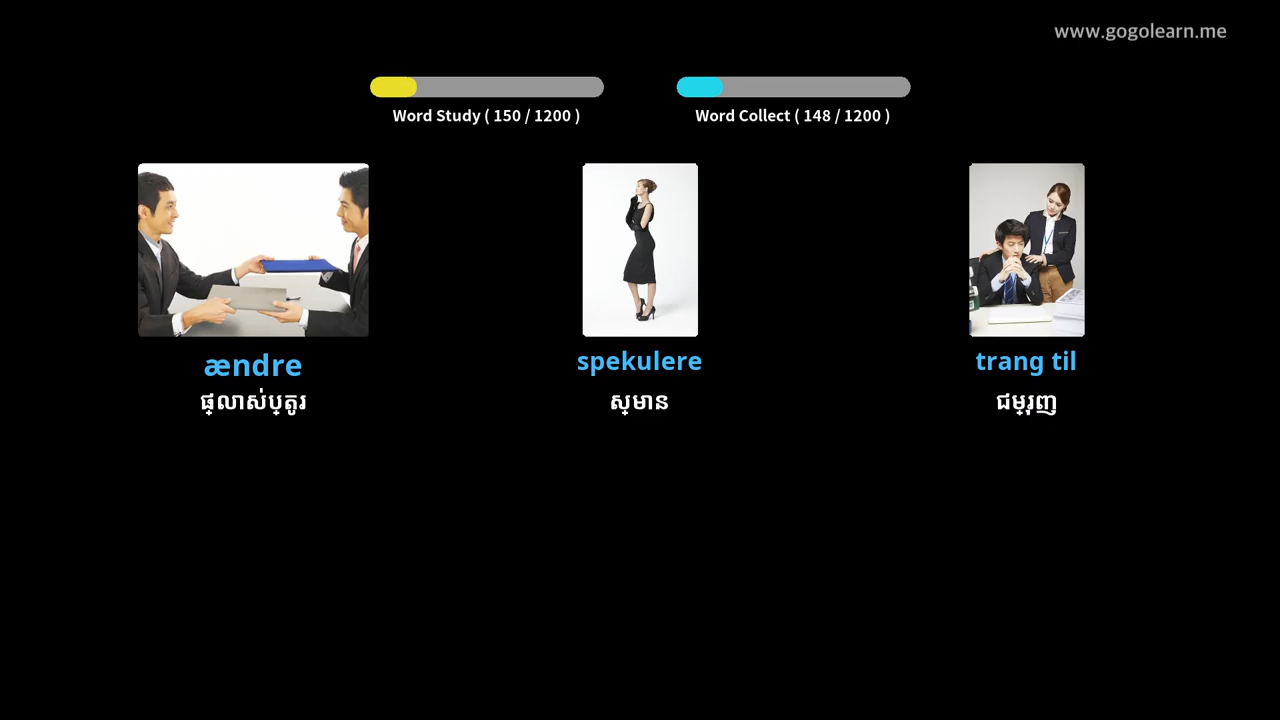 www.gogolearn.me
Word Study ( 150 / 1200 )
Word Collect ( 148 / 1200 )
ændre
spekulere
trang til
ផ្លាស់ប្តូរ
ស្មាន
ជម្រុញ